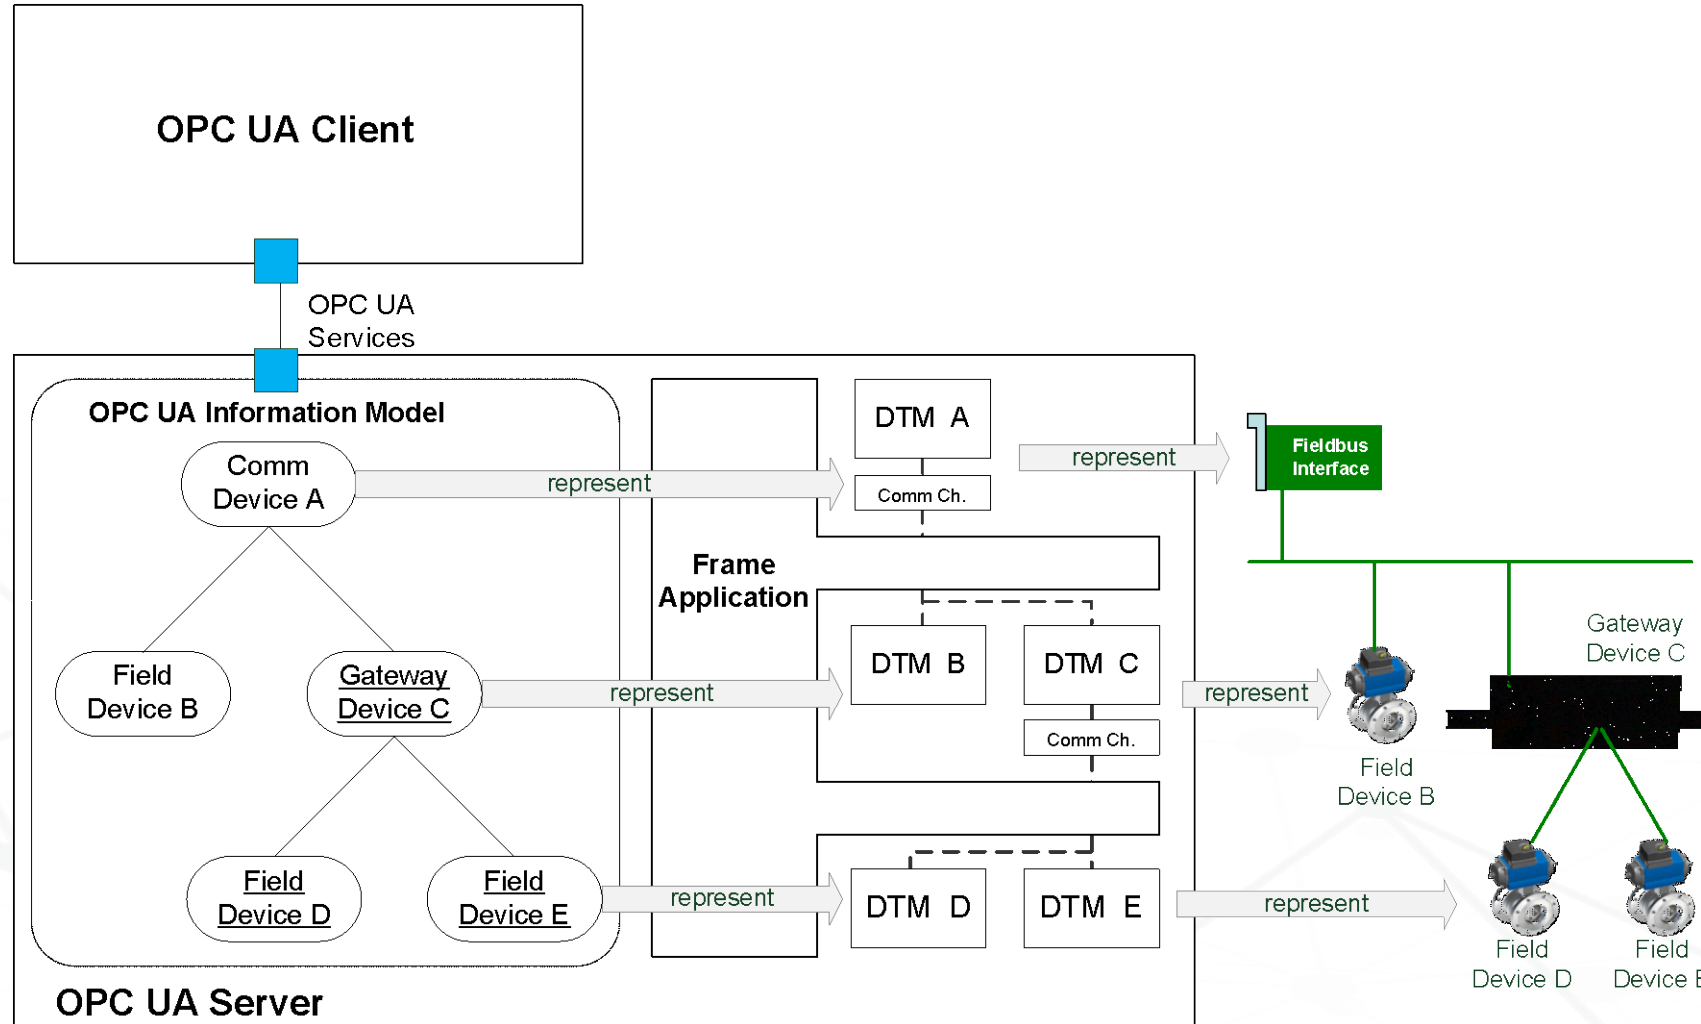 OPC UA Client
OPC UA
Services
OPC UA Information Model
Comm
Device A
Field
Device B
Gateway
Device C
Field
Device D
Field
Device E
represent
represent
represent
Frame
Application
DTM A
Comm Ch.
DTM B
DTM C
Comm Ch.
DTM D
DTM E
represent
represent
represent
Fieldbus
Interface
Gateway
Device C
Field
Device B
Field
Device D
Field
Device E
OPC UA Server